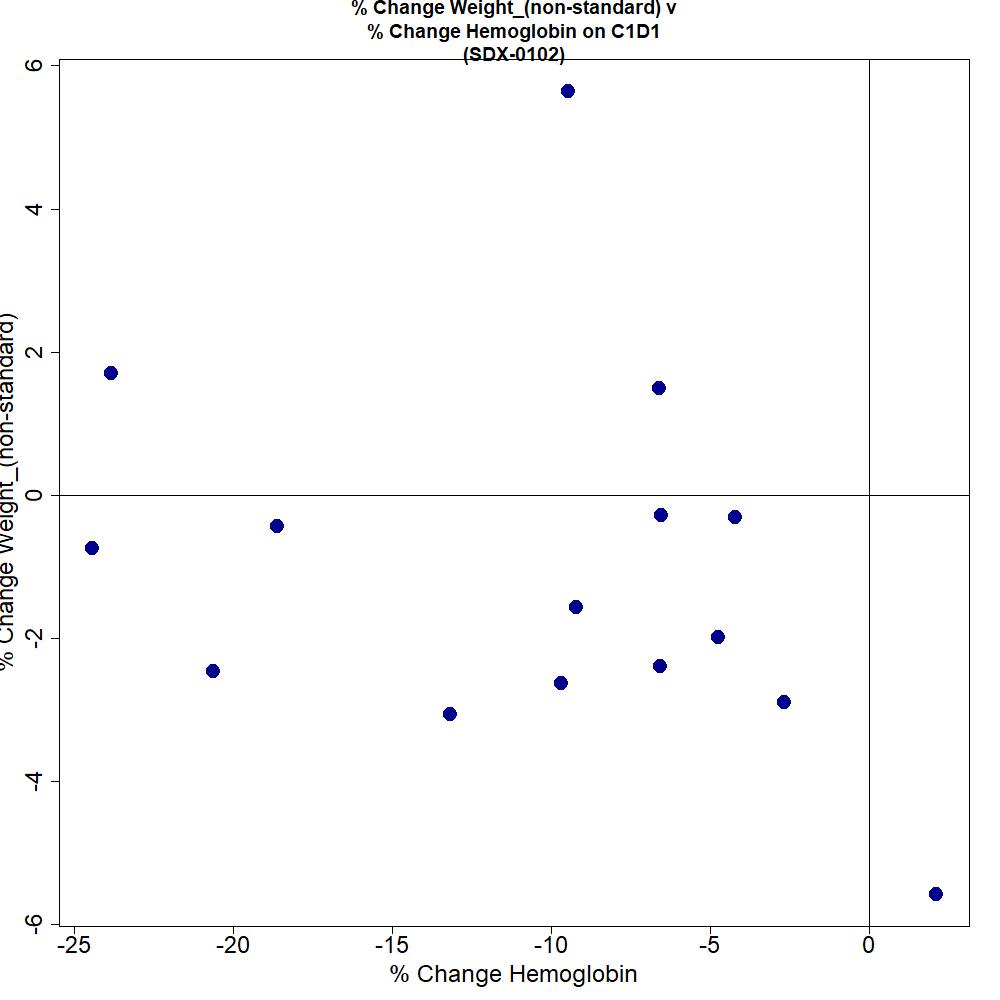 % Change Weight_(non-standard) v
% Change Hemoglobin on C1D1
(SDX-0102)
6
4
2
0
-2
-4
-6
% Change Weight_(non-standard)
-25 -20 -15 -10 -5 0
% Change Hemoglobin